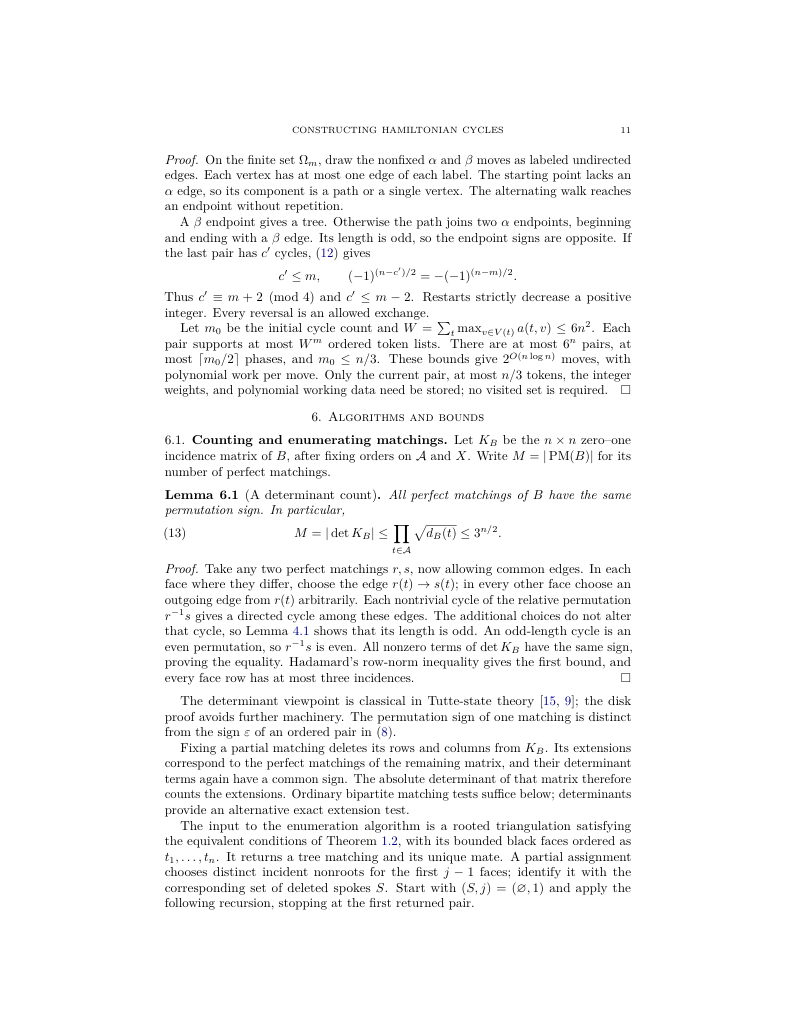 CONSTRUCTING HAMILTONIAN CYCLES 11
Proof. On the finite set Ω_m, draw the nonfixed α and β moves as labeled undirected
edges. Each vertex has at most one edge of each label. The starting point lacks an
α edge, so its component is a path or a single vertex. The alternating walk reaches
an endpoint without repetition.
A β endpoint gives a tree. Otherwise the path joins two α endpoints, beginning
and ending with a β edge. Its length is odd, so the endpoint signs are opposite. If
the last pair has c′ cycles, (12) gives
c′ ≤ m, (−1)^{(n−c′)/2} = −(−1)^{(n−m)/2}.
Thus c′ ≡ m + 2 (mod 4) and c′ ≤ m − 2. Restarts strictly decrease a positive
integer. Every reversal is an allowed exchange.
Let m_0 be the initial cycle count and W = ∑_t max_{v∈V(t)} a(t, v) ≤ 6n^2. Each
pair supports at most W^m ordered token lists. There are at most 6^n pairs, at
most ⌈m_0/2⌉ phases, and m_0 ≤ n/3. These bounds give 2^{O(n log n)} moves, with
polynomial work per move. Only the current pair, at most n/3 tokens, the integer
weights, and polynomial working data need be stored; no visited set is required. □
6. Algorithms and bounds
6.1. Counting and enumerating matchings. Let K_B be the n × n zero–one
incidence matrix of B, after fixing orders on 𝒜 and X. Write M = | PM(B)| for its
number of perfect matchings.
Lemma 6.1 (A determinant count). All perfect matchings of B have the same
permutation sign. In particular,
(13) M = | det K_B| ≤ ∏_{t∈𝒜} √d_B(t) ≤ 3^{n/2}.
Proof. Take any two perfect matchings r, s, now allowing common edges. In each
face where they differ, choose the edge r(t) → s(t); in every other face choose an
outgoing edge from r(t) arbitrarily. Each nontrivial cycle of the relative permutation
r^{−1}s gives a directed cycle among these edges. The additional choices do not alter
that cycle, so Lemma 4.1 shows that its length is odd. An odd-length cycle is an
even permutation, so r^{−1}s is even. All nonzero terms of det K_B have the same sign,
proving the equality. Hadamard's row-norm inequality gives the first bound, and
every face row has at most three incidences. □
The determinant viewpoint is classical in Tutte-state theory [15, 9]; the disk
proof avoids further machinery. The permutation sign of one matching is distinct
from the sign ε of an ordered pair in (8).
Fixing a partial matching deletes its rows and columns from K_B. Its extensions
correspond to the perfect matchings of the remaining matrix, and their determinant
terms again have a common sign. The absolute determinant of that matrix therefore
counts the extensions. Ordinary bipartite matching tests suffice below; determinants
provide an alternative exact extension test.
The input to the enumeration algorithm is a rooted triangulation satisfying
the equivalent conditions of Theorem 1.2, with its bounded black faces ordered as
t_1, . . . , t_n. It returns a tree matching and its unique mate. A partial assignment
chooses distinct incident nonroots for the first j − 1 faces; identify it with the
corresponding set of deleted spokes S. Start with (S, j) = (∅, 1) and apply the
following recursion, stopping at the first returned pair.